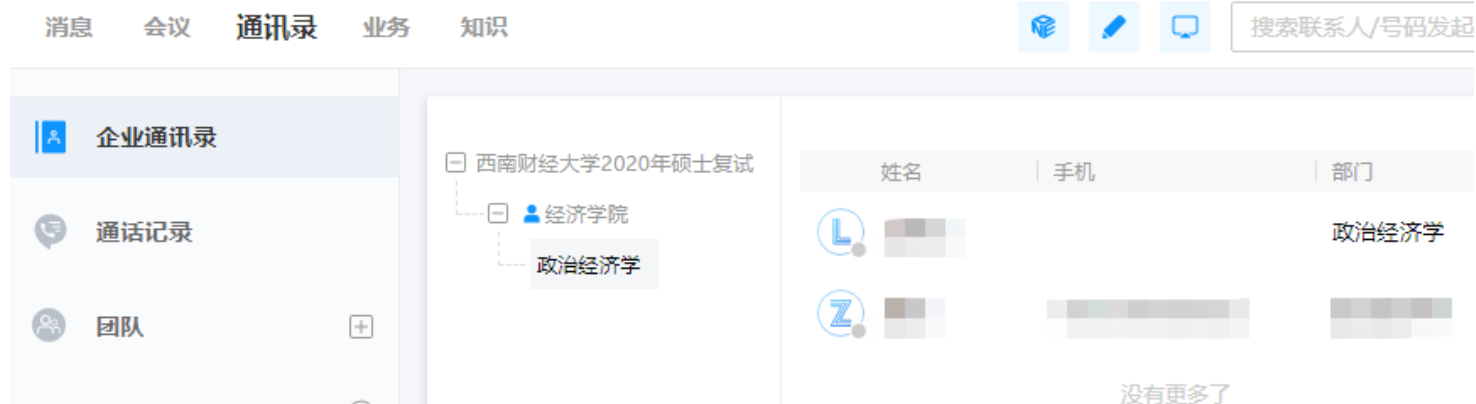 消息 会议 通讯录 业务 知识 搜索联系人/号码发起
企业通讯录
通话记录
团队
西南财经大学2020年硕士复试
经济学院
政治经济学
姓名 手机 部门
L 政治经济学
Z
没有更多了